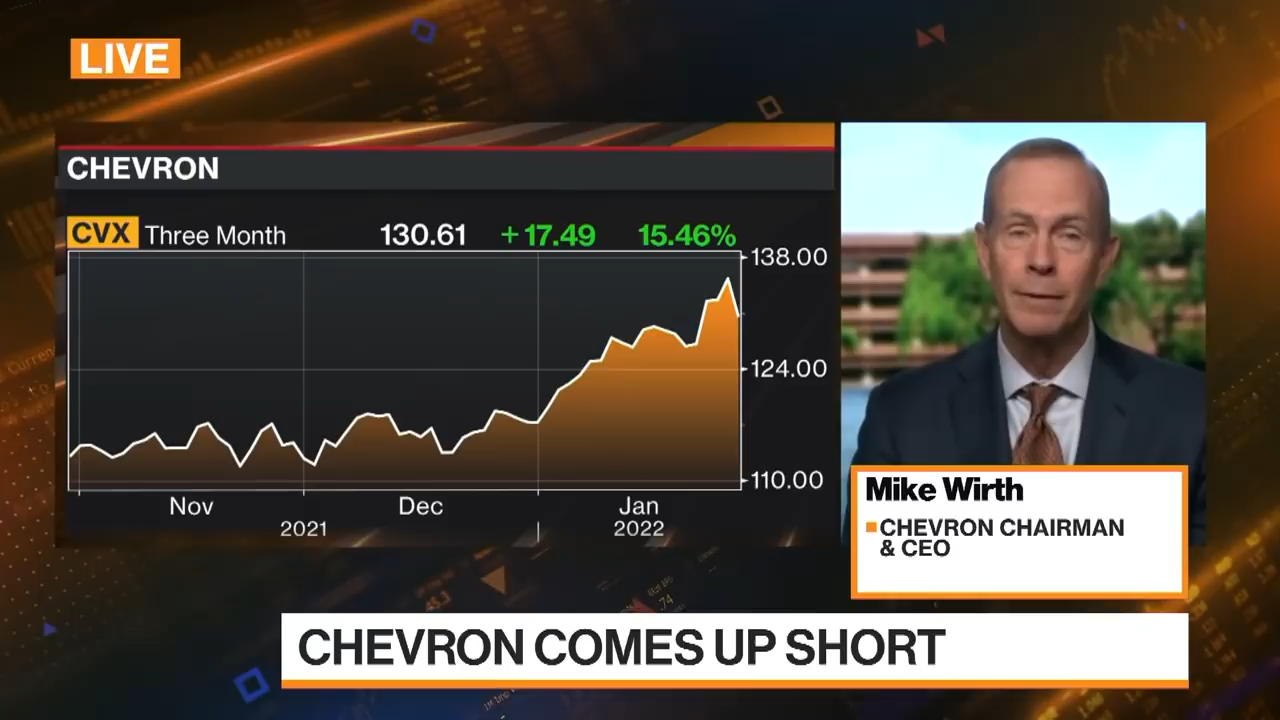 LIVE
CHEVRON
CVX Three Month 130.61 +17.49 15.46%
138.00
124.00
110.00
Nov Dec Jan
2021 2022
Mike Wirth
CHEVRON CHAIRMAN
& CEO
CHEVRON COMES UP SHORT